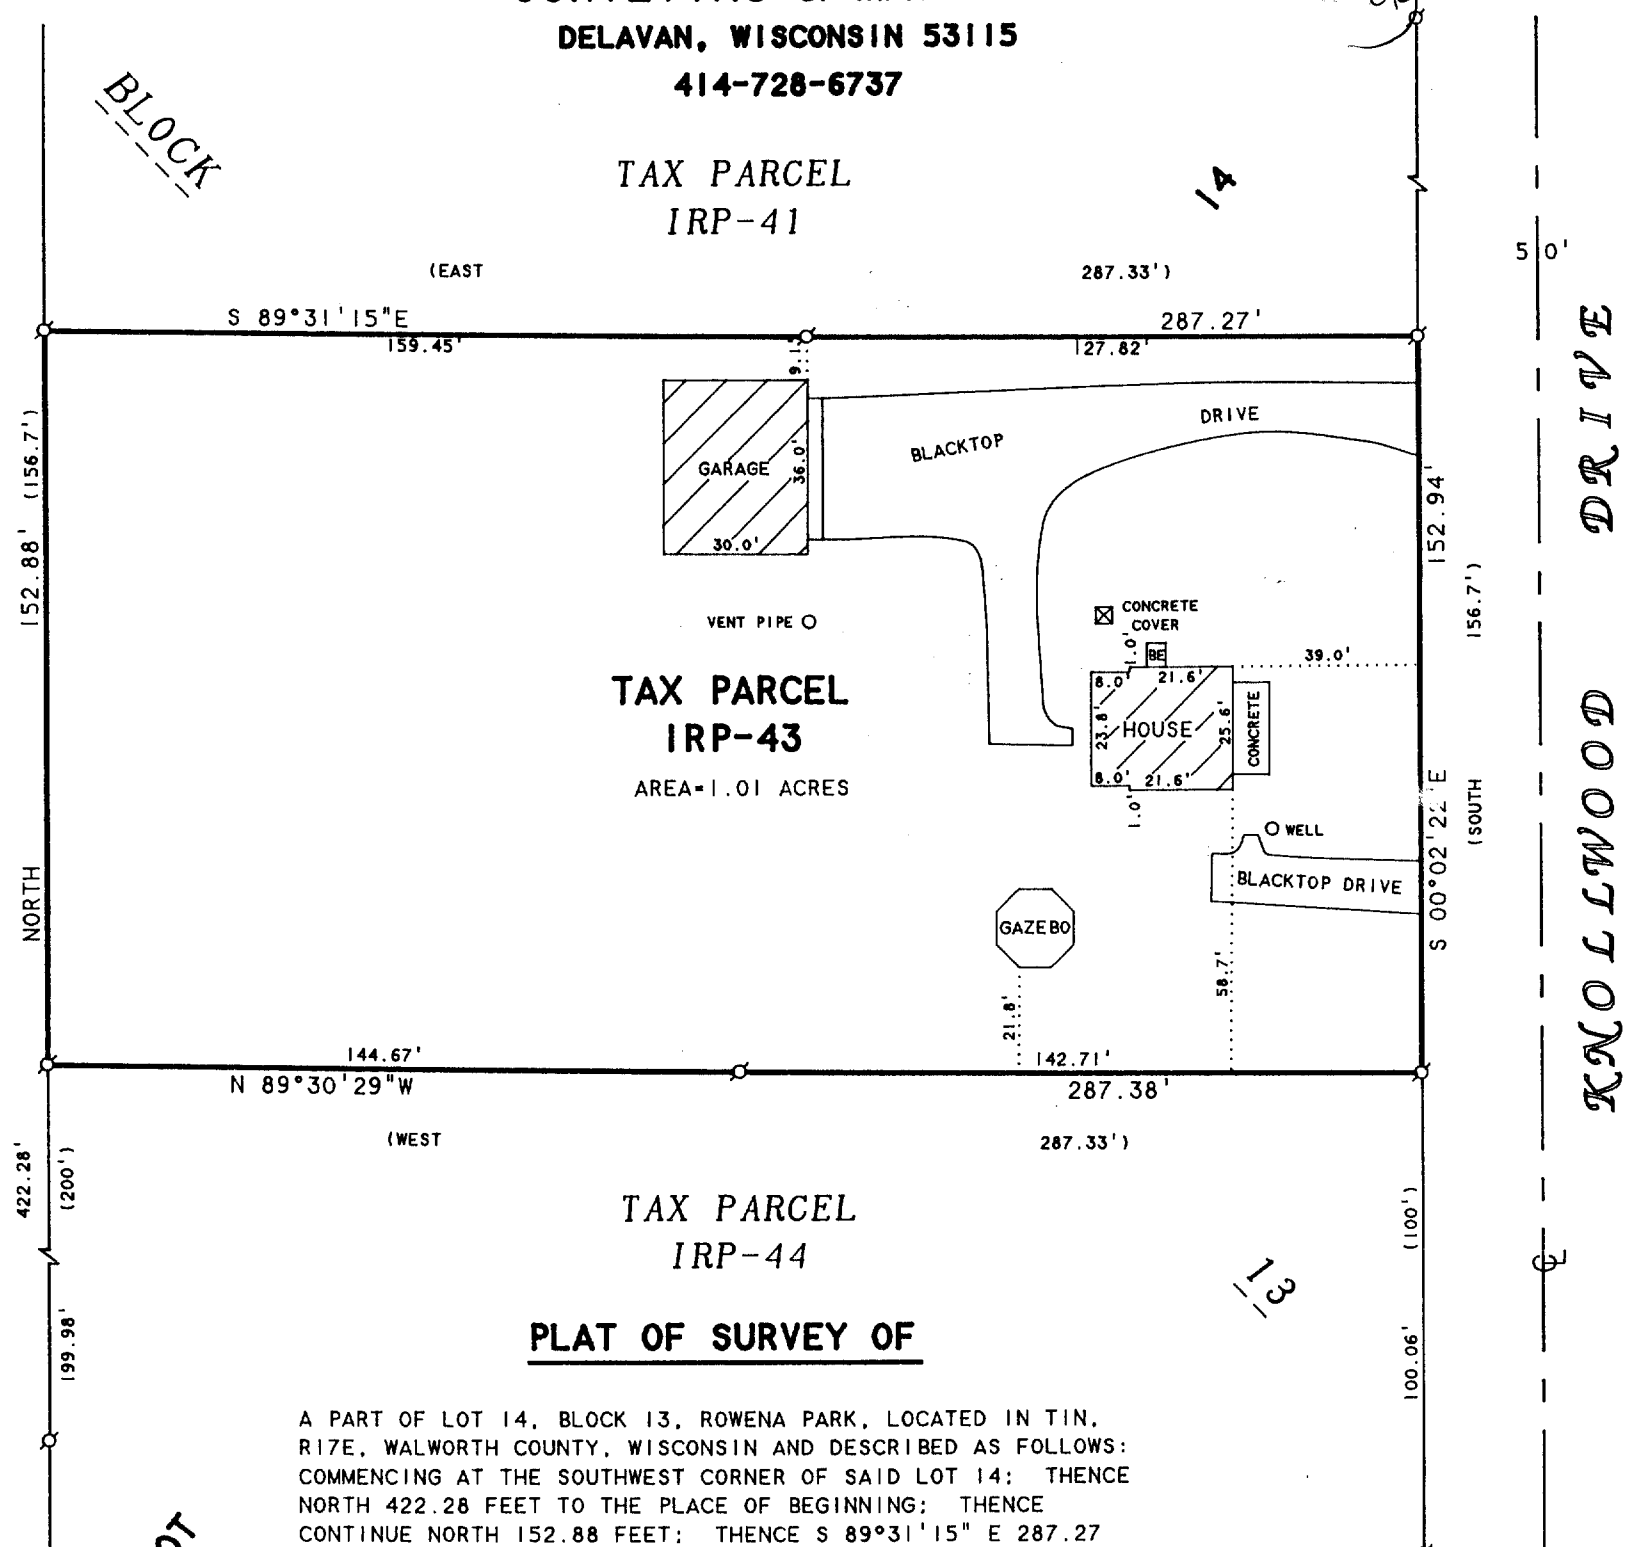 DELAVAN, WISCONSIN 53115
414-728-6737
BLOCK
TAX PARCEL
IRP-41
14
50'
(EAST 287.33')
S 89°31'15"E 287.27'
159.45'
127.82'
9.1'
152.88' (156.7')
NORTH
GARAGE
36.0'
30.0'
BLACKTOP DRIVE
152.94'
S 00°02'22"E
(SOUTH 156.7')
KNOLLWOOD DRIVE
VENT PIPE
CONCRETE
COVER
1.0'
BE
39.0'
TAX PARCEL
IRP-43
AREA=1.01 ACRES
8.0'
21.6'
23.8'
HOUSE
25.6'
CONCRETE
8.0'
21.6'
1.0'
WELL
BLACKTOP DRIVE
GAZEBO
58.7'
21.8'
144.67'
142.71'
N 89°30'29"W 287.38'
(WEST 287.33')
422.28'
(200')
(100')
TAX PARCEL
IRP-44
13
199.98'
100.06'
PLAT OF SURVEY OF
A PART OF LOT 14, BLOCK 13, ROWENA PARK, LOCATED IN T1N,
R17E, WALWORTH COUNTY, WISCONSIN AND DESCRIBED AS FOLLOWS:
COMMENCING AT THE SOUTHWEST CORNER OF SAID LOT 14; THENCE
NORTH 422.28 FEET TO THE PLACE OF BEGINNING; THENCE
CONTINUE NORTH 152.88 FEET; THENCE S 89°31'15" E 287.27